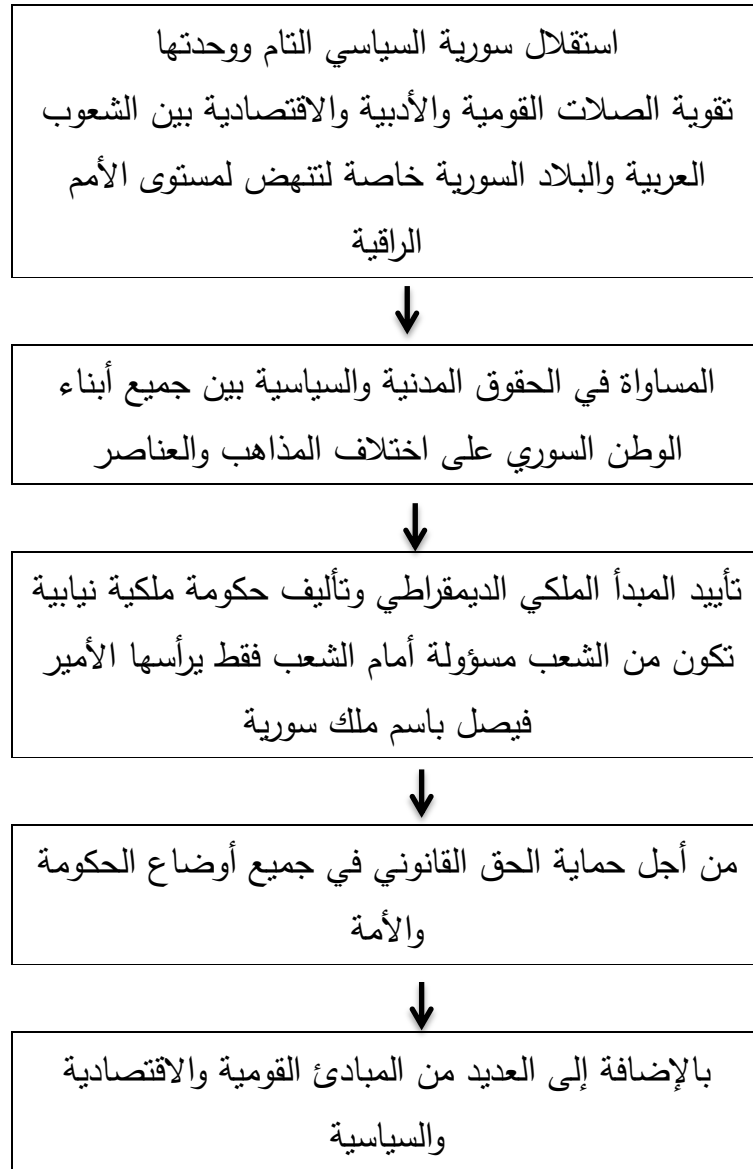 استقلال سورية السياسي التام ووحدتها
تقوية الصلات القومية والأدبية والاقتصادية بين الشعوب
العربية والبلاد السورية خاصة لتنهض لمستوى الأمم
الراقية
المساواة في الحقوق المدنية والسياسية بين جميع أبناء
الوطن السوري على اختلاف المذاهب والعناصر
تأييد المبدأ الملكي الديمقراطي وتأليف حكومة ملكية نيابية
تكون من الشعب مسؤولة أمام الشعب فقط يرأسها الأمير
فيصل باسم ملك سورية
من أجل حماية الحق القانوني في جميع أوضاع الحكومة
والأمة
بالإضافة إلى العديد من المبادئ القومية والاقتصادية
والسياسية